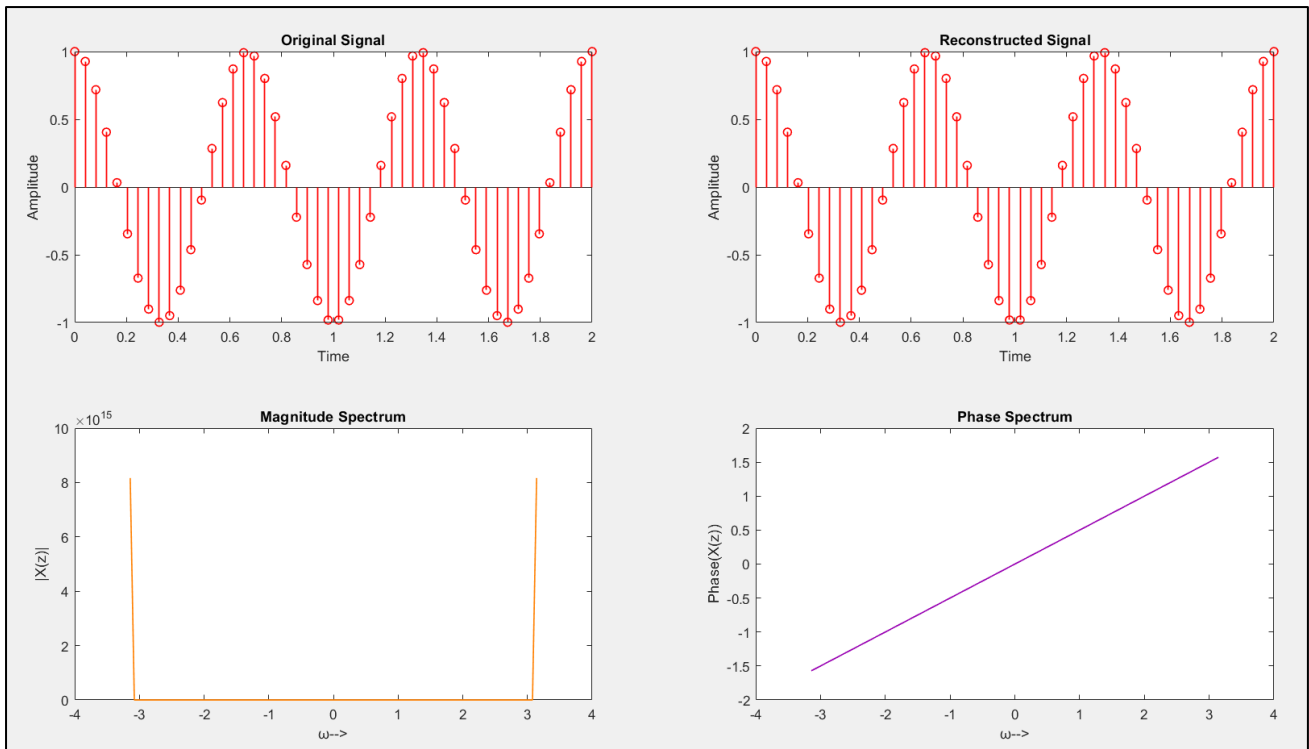 Original Signal
1
0.5
0
-0.5
-1
Amplitude
0 0.2 0.4 0.6 0.8 1 1.2 1.4 1.6 1.8 2
Time
Reconstructed Signal
1
0.5
0
-0.5
-1
Amplitude
0 0.2 0.4 0.6 0.8 1 1.2 1.4 1.6 1.8 2
Time
Magnitude Spectrum
×10¹⁵
10
8
6
4
2
0
|X(z)|
-4 -3 -2 -1 0 1 2 3 4
ω-->
Phase Spectrum
2
1.5
1
0.5
0
-0.5
-1
-1.5
-2
Phase(X(z))
-4 -3 -2 -1 0 1 2 3 4
ω-->